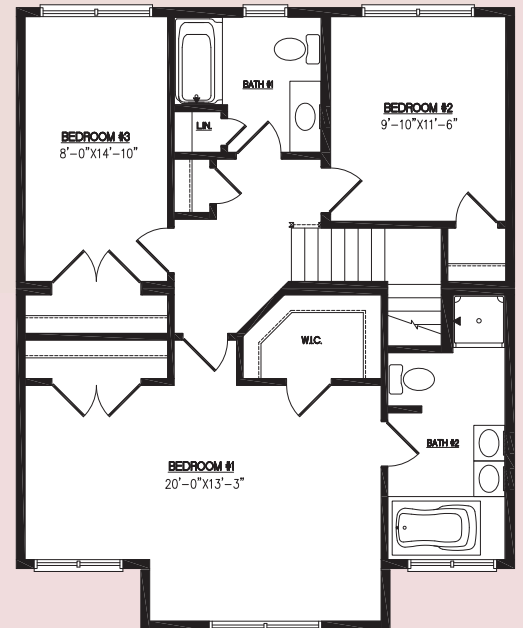 BATH #1
LIN.
BEDROOM #3
8'-0"X14'-10"
BEDROOM #2
9'-10"X11'-6"
W.I.C.
BATH #2
BEDROOM #1
20'-0"X13'-3"